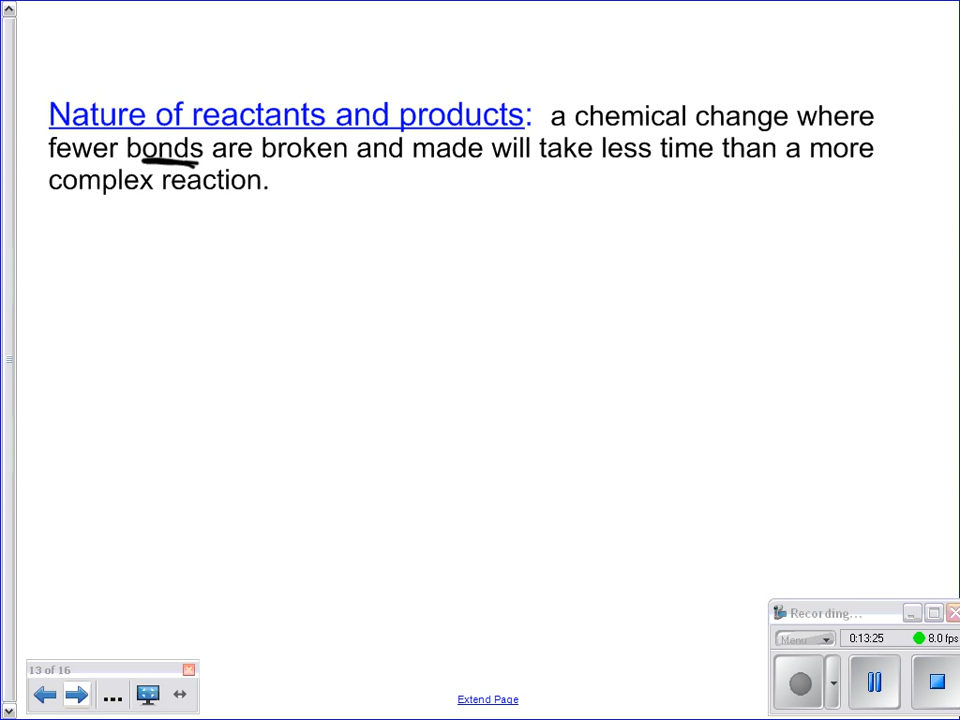 Nature of reactants and products: a chemical change where
fewer bonds are broken and made will take less time than a more
complex reaction.
Recording...
Menu
0:13:25
8.0 fps
13 of 16
...
Extend Page